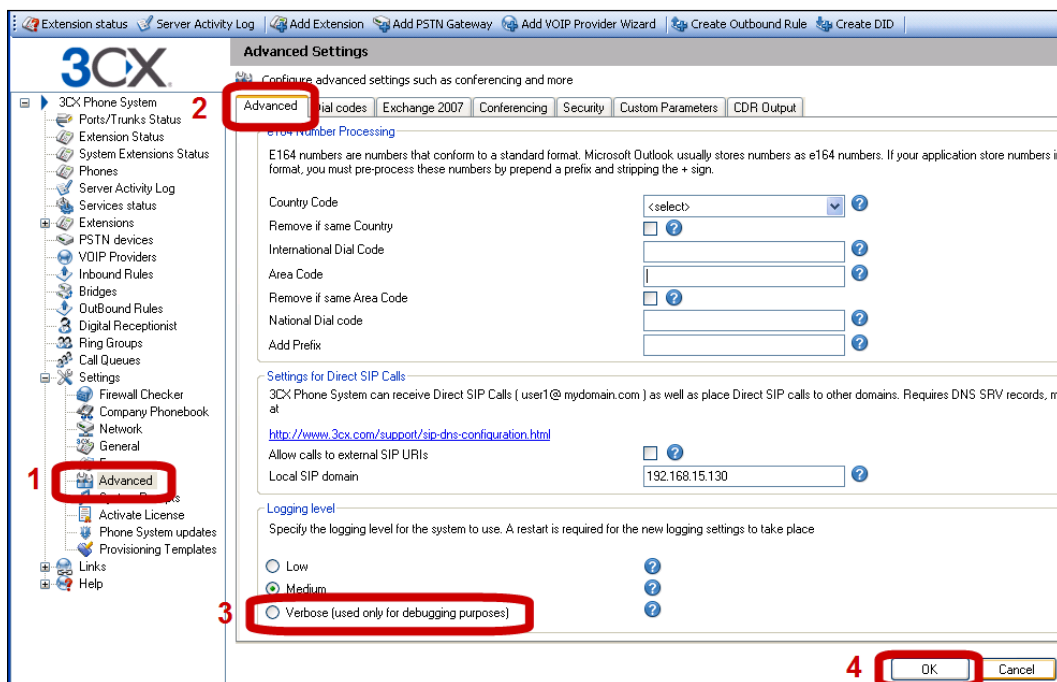 Extension status Server Activity Log Add Extension Add PSTN Gateway Add VOIP Provider Wizard Create Outbound Rule Create DID
3CX
3CX Phone System
Ports/Trunks Status
Extension Status
System Extensions Status
Phones
Server Activity Log
Services status
Extensions
PSTN devices
VOIP Providers
Inbound Rules
Bridges
OutBound Rules
Digital Receptionist
Ring Groups
Call Queues
Settings
Firewall Checker
Company Phonebook
Network
General
1
Advanced
Activate License
Phone System updates
Provisioning Templates
Links
Help
Advanced Settings
Configure advanced settings such as conferencing and more
2
Advanced Dial codes Exchange 2007 Conferencing Security Custom Parameters CDR Output
e164 Number Processing
E164 numbers are numbers that conform to a standard format. Microsoft Outlook usually stores numbers as e164 numbers. If your application store numbers
format, you must pre-process these numbers by prepend a prefix and stripping the + sign.
Country Code <select>
Remove if same Country
International Dial Code
Area Code
Remove if same Area Code
National Dial code
Add Prefix
Settings for Direct SIP Calls
3CX Phone System can receive Direct SIP Calls ( user1@ mydomain.com ) as well as place Direct SIP calls to other domains. Requires DNS SRV records,
at
http://www.3cx.com/support/sip-dns-configuration.html
Allow calls to external SIP URIs
Local SIP domain 192.168.15.130
Logging level
Specify the logging level for the system to use. A restart is required for the new logging settings to take place
Low
Medium
3
Verbose (used only for debugging purposes)
4
OK Cancel